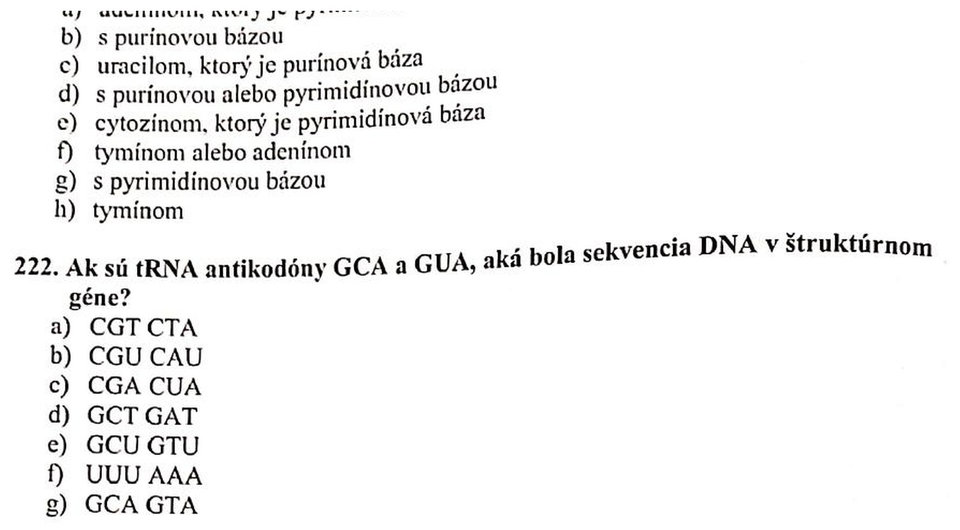 b) s purínovou bázou
c) uracilom, ktorý je purínová báza
d) s purínovou alebo pyrimidínovou bázou
e) cytozínom, ktorý je pyrimidínová báza
f) tymínom alebo adenínom
g) s pyrimidínovou bázou
h) tymínom
222. Ak sú tRNA antikodóny GCA a GUA, aká bola sekvencia DNA v štruktúrnom
géne?
a) CGT CTA
b) CGU CAU
c) CGA CUA
d) GCT GAT
e) GCU GTU
f) UUU AAA
g) GCA GTA